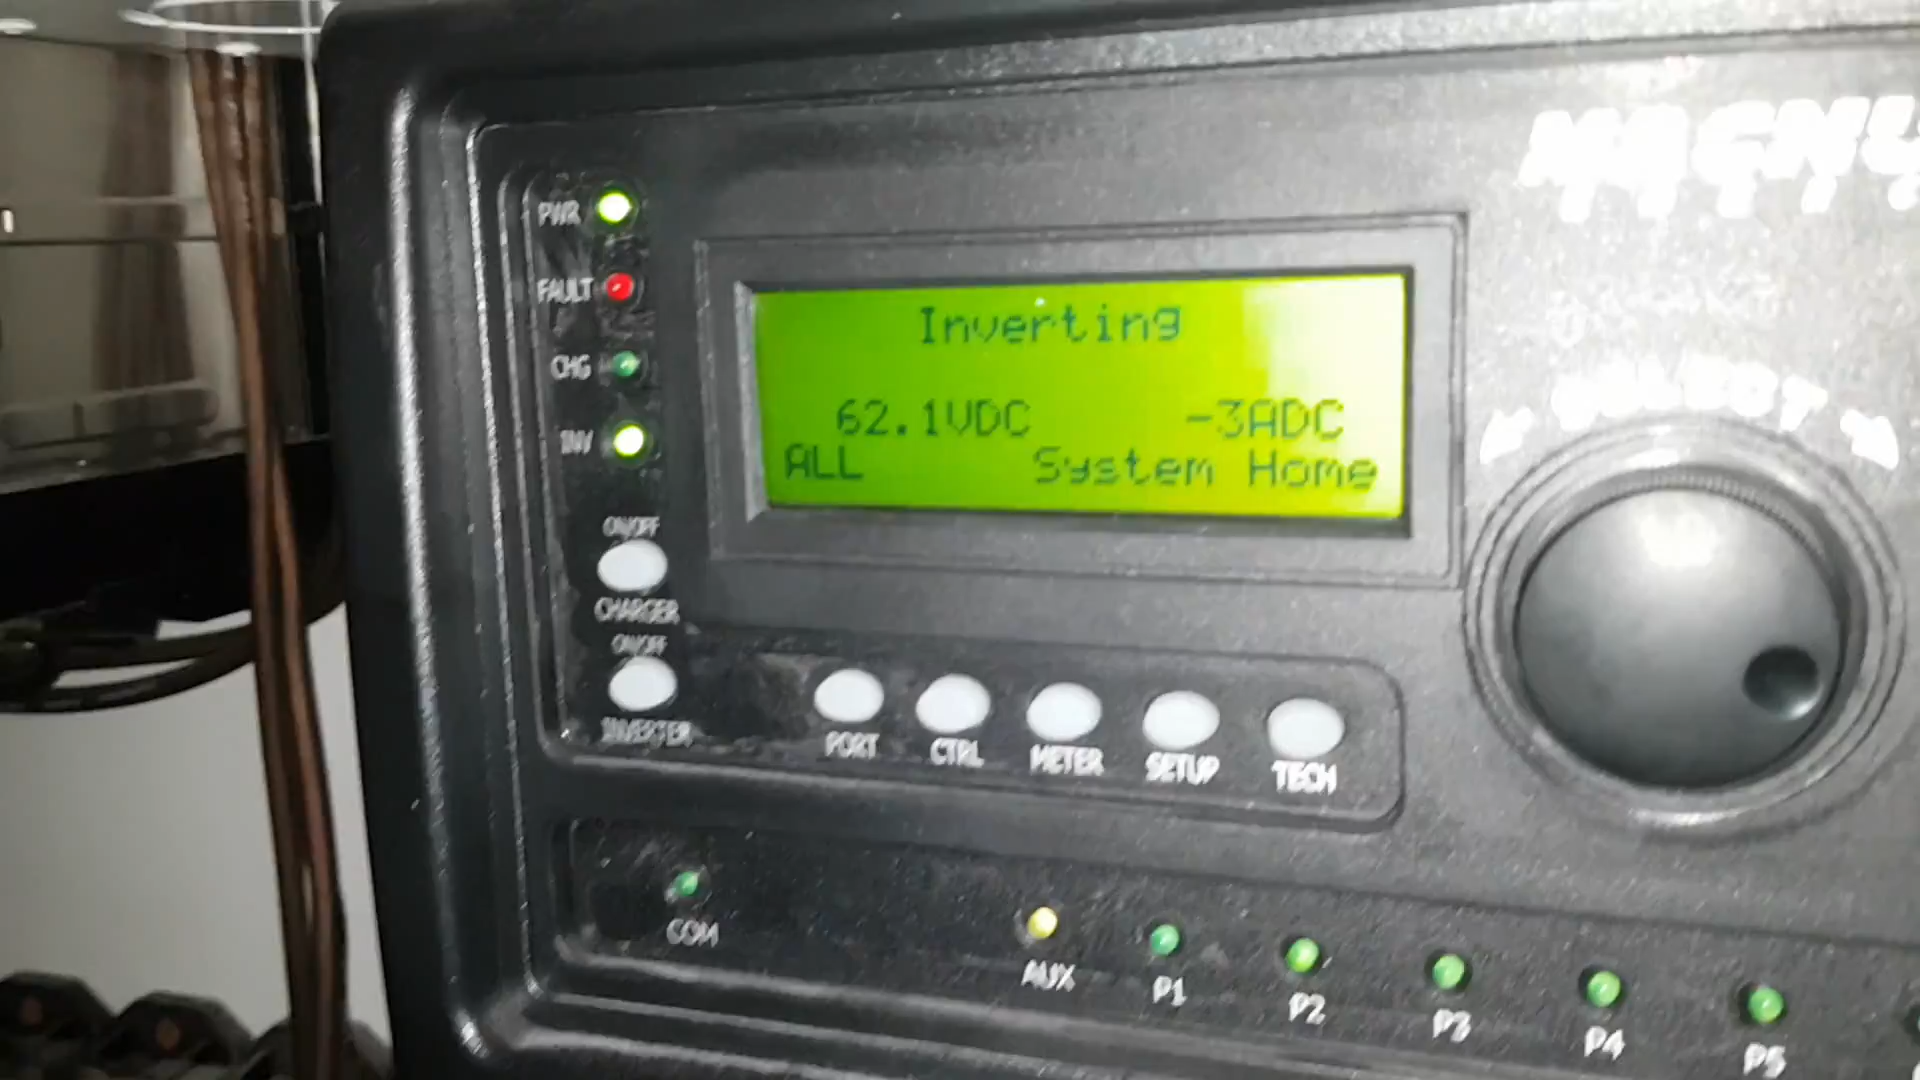 PWR
FAULT
CHG
INV
Inverting
62.1VDC -3ADC
ALL System Home
SELECT
ON/OFF
CHARGER
ON/OFF
INVERTER
PORT CTRL METER SETUP TECH
COM
AUX P1 P2 P3 P4 P5